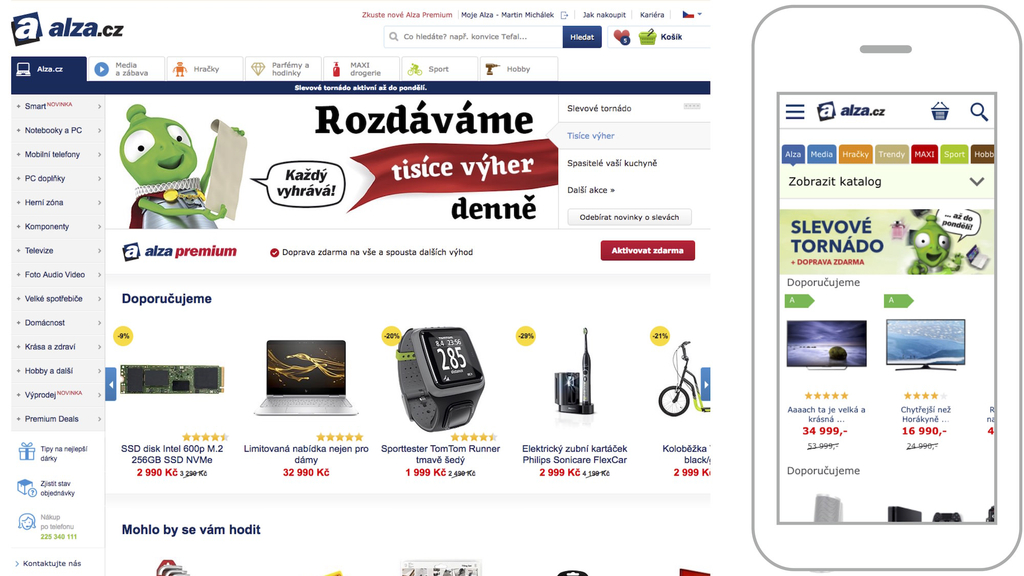 Zkuste nové Alza Premium
Moje Alza - Martin Michálek
Jak nakoupit
Kariéra
alza.cz
Co hledáte? např. konvice Tefal...
Hledat
5
Košík
Alza.cz
Media
a zábava
Hračky
Parfémy a
hodinky
MAXI
drogerie
Sport
Hobby
Slevové tornádo aktivní až do pondělí.
Smart NOVINKA
Notebooky a PC
Mobilní telefony
PC doplňky
Herní zóna
Komponenty
Televize
Foto Audio Video
Velké spotřebiče
Domácnost
Krása a zdraví
Hobby a další
Výprodej NOVINKA
Premium Deals
Tipy na nejlepší
dárky
Zjistit stav
objednávky
Nákup
po telefonu
225 340 111
Kontaktujte nás
Každý
vyhrává!
Rozdáváme
tisíce výher
denně
Slevové tornádo
Tisíce výher
Spasitelé vaší kuchyně
Další akce »
Odebírat novinky o slevách
alza premium
Doprava zdarma na vše a spousta dalších výhod
Aktivovat zdarma
Doporučujeme
-9%
-20%
-29%
-21%
8.4 23:56
285
SSD disk Intel 600p M.2
256GB SSD NVMe
2 990 Kč 3 290 Kč
Limitovaná nabídka nejen pro
dámy
32 990 Kč
Sporttester TomTom Runner
tmavě šedý
1 999 Kč 2 490 Kč
Elektrický zubní kartáček
Philips Sonicare FlexCar
2 999 Kč 4 199 Kč
Koloběžka
black/
2 999 K
Mohlo by se vám hodit
alza.cz
Alza
Media
Hračky
Trendy
MAXI
Sport
Hobb
Zobrazit katalog
SLEVOVÉ
TORNÁDO
+ DOPRAVA ZDARMA
... až do
pondělí!
Doporučujeme
A
A
Aaaach ta je velká a
krásná ...
34 999,-
53 999,-
Chytřejší než
Horákyně ...
16 990,-
24 990,-
R
4
Doporučujeme